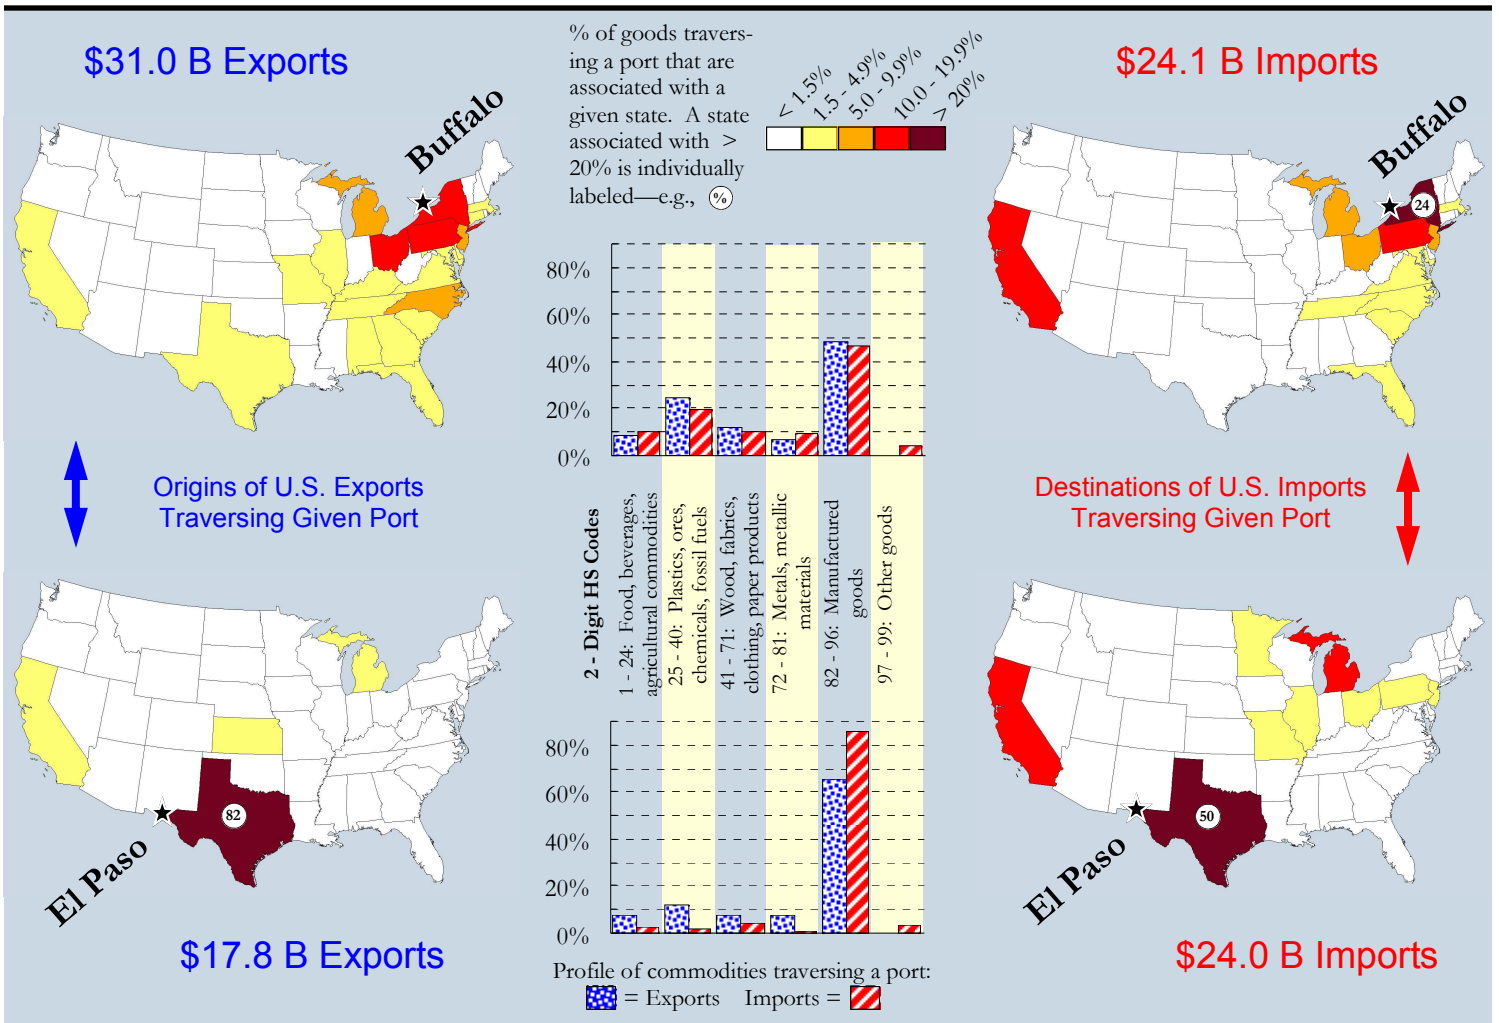 $31.0 B Exports
% of goods travers-
ing a port that are
associated with a
given state.  A state
associated with  >
20% is individually
labeled—e.g., %
< 1.5%
1.5 - 4.9%
5.0 - 9.9%
10.0 - 19.9%
> 20%
$24.1 B Imports
Buffalo
Buffalo
24
80%
60%
40%
20%
0%
Origins of U.S. Exports
Traversing Given Port
Destinations of U.S. Imports
Traversing Given Port
2 - Digit HS Codes
1 - 24:  Food, beverages,
agricultural commodities
25 - 40:  Plastics, ores,
chemicals, fossil fuels
41 - 71:  Wood, fabrics,
clothing, paper products
72 - 81:  Metals, metallic
materials
82 - 96:  Manufactured
goods
97 - 99:  Other goods
80%
60%
40%
20%
0%
82
50
El Paso
El Paso
$17.8 B Exports
$24.0 B Imports
Profile of commodities traversing a port:
= Exports    Imports =